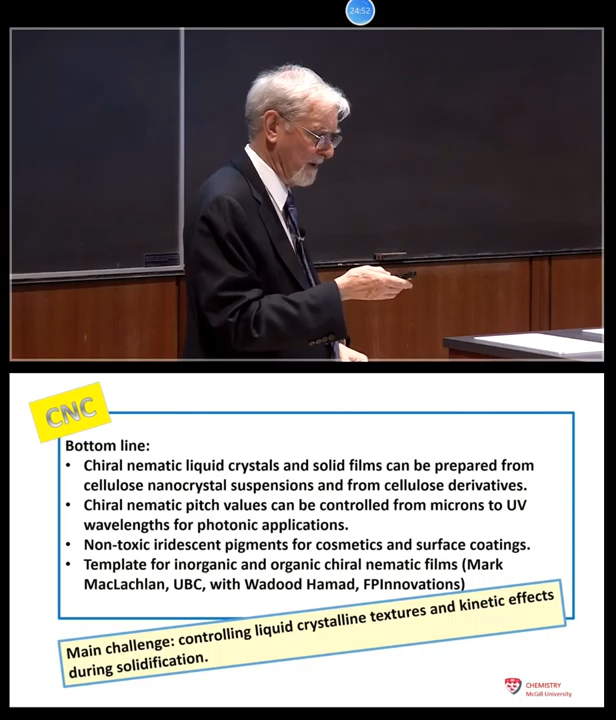 24:52
CNC
Bottom line:
• Chiral nematic liquid crystals and solid films can be prepared from
cellulose nanocrystal suspensions and from cellulose derivatives.
• Chiral nematic pitch values can be controlled from microns to UV
wavelengths for photonic applications.
• Non-toxic iridescent pigments for cosmetics and surface coatings.
• Template for inorganic and organic chiral nematic films (Mark
MacLachlan, UBC, with Wadood Hamad, FPInnovations)
Main challenge: controlling liquid crystalline textures and kinetic effects
during solidification.
CHEMISTRY
McGill University